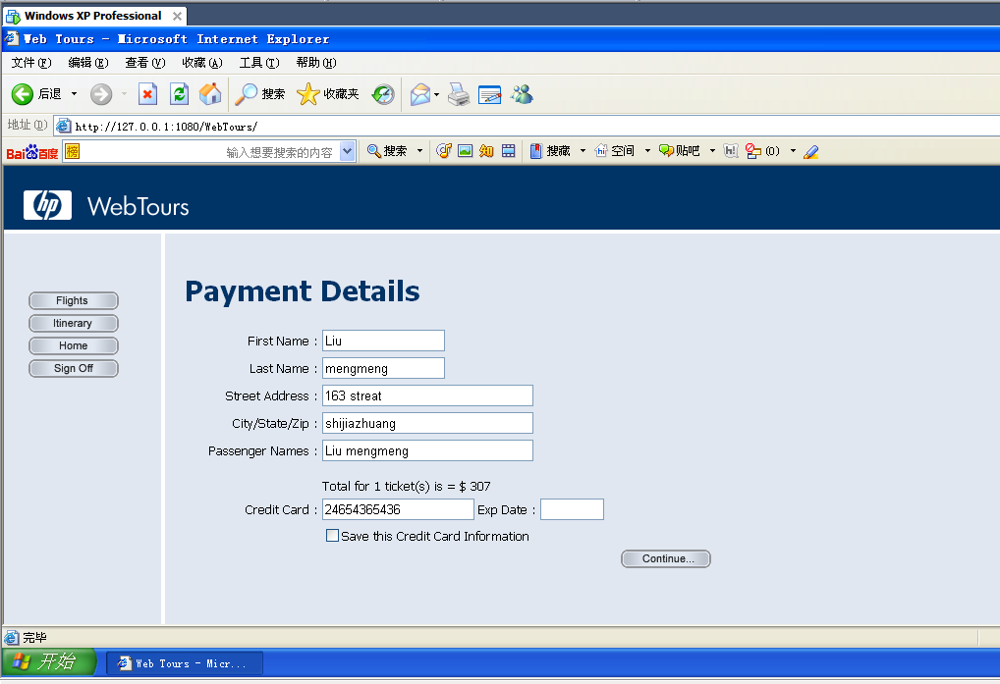 Windows XP Professional
Web Tours - Microsoft Internet Explorer
文件(F) 编辑(E) 查看(V) 收藏(A) 工具(T) 帮助(H)
后退 搜索 收藏夹
地址(D) http://127.0.0.1:1080/WebTours/
Bai百度 榜 输入想要搜索的内容 搜索 知 搜藏 空间 贴吧 h! (0)
hp WebTours
Payment Details
Flights
Itinerary
Home
Sign Off
First Name : Liu
Last Name : mengmeng
Street Address : 163 streat
City/State/Zip : shijiazhuang
Passenger Names : Liu mengmeng
Total for 1 ticket(s) is = $ 307
Credit Card : 24654365436 Exp Date :
Save this Credit Card Information
Continue...
完毕
开始 Web Tours - Micr...